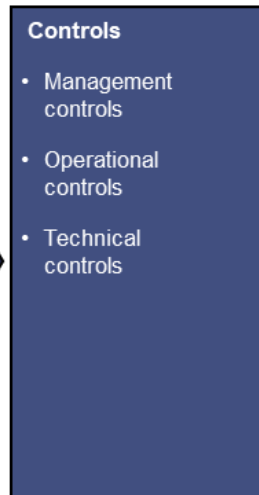 Controls
• Management
controls
• Operational
controls
• Technical
controls